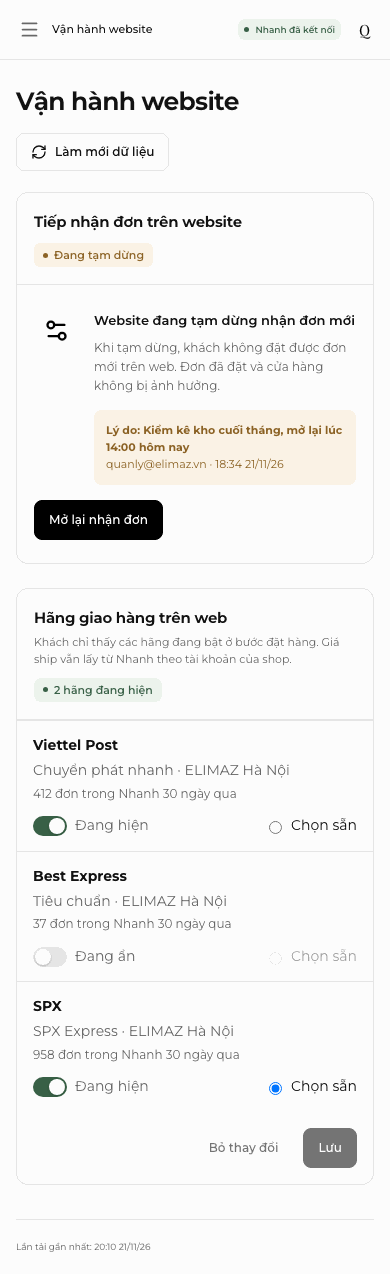 Vận hành website
Nhanh đã kết nối
Q
Vận hành website
Làm mới dữ liệu
Tiếp nhận đơn trên website
Đang tạm dừng
Website đang tạm dừng nhận đơn mới
Khi tạm dừng, khách không đặt được đơn
mới trên web. Đơn đã đặt và cửa hàng
không bị ảnh hưởng.
Lý do: Kiểm kê kho cuối tháng, mở lại lúc
14:00 hôm nay
quanly@elimaz.vn · 18:34 21/11/26
Mở lại nhận đơn
Hãng giao hàng trên web
Khách chỉ thấy các hãng đang bật ở bước đặt hàng. Giá
ship vẫn lấy từ Nhanh theo tài khoản của shop.
2 hãng đang hiện
Viettel Post
Chuyển phát nhanh · ELIMAZ Hà Nội
412 đơn trong Nhanh 30 ngày qua
Đang hiện
Chọn sẵn
Best Express
Tiêu chuẩn · ELIMAZ Hà Nội
37 đơn trong Nhanh 30 ngày qua
Đang ẩn
Chọn sẵn
SPX
SPX Express · ELIMAZ Hà Nội
958 đơn trong Nhanh 30 ngày qua
Đang hiện
Chọn sẵn
Bỏ thay đổi
Lưu
Lần tải gần nhất: 20:10 21/11/26